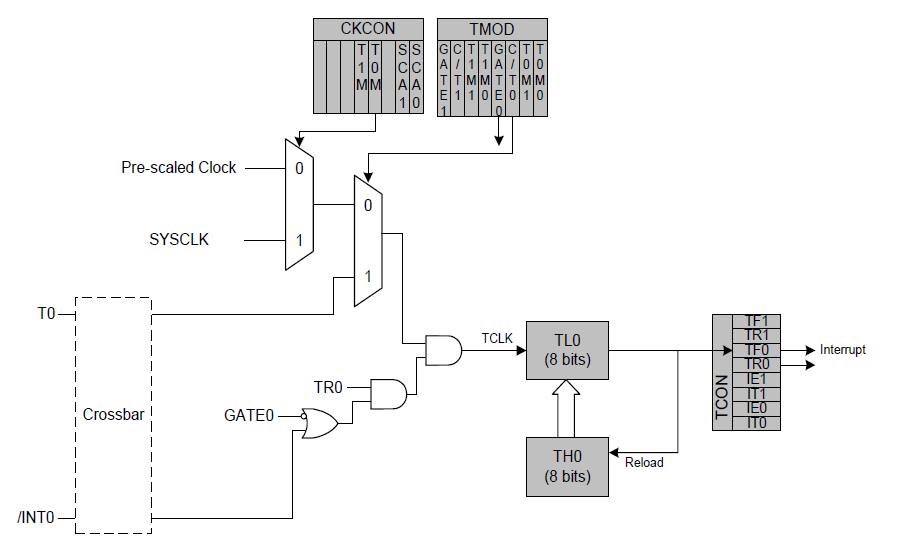 CKCON
T1M T0M SCA1 SCA0
TMOD
GATE1 C/T1 T1M1 T1M0 GATE0 C/T0 T0M1 T0M0
Pre-scaled Clock
0
SYSCLK
1
0
1
T0
Crossbar
/INT0
GATE0
TR0
TCLK
TL0
(8 bits)
TH0
(8 bits)
Reload
TCON
TF1
TR1
TF0
TR0
IE1
IT1
IE0
IT0
Interrupt